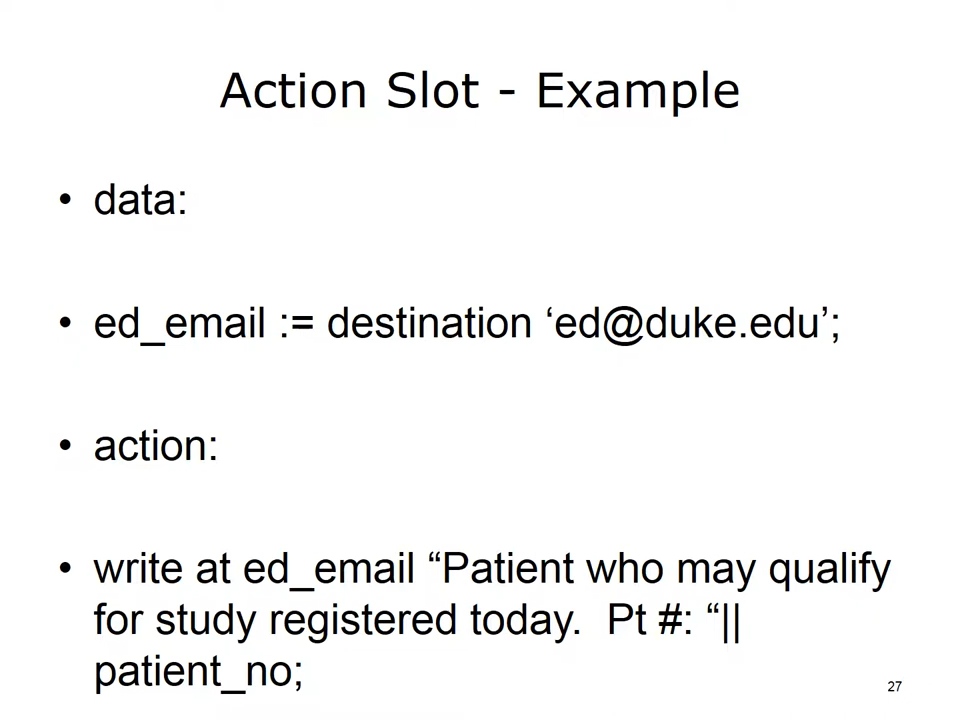 Action Slot - Example
• data:
• ed_email := destination ‘ed@duke.edu’;
• action:
• write at ed_email “Patient who may qualify
for study registered today.  Pt #: “||
patient_no;
27